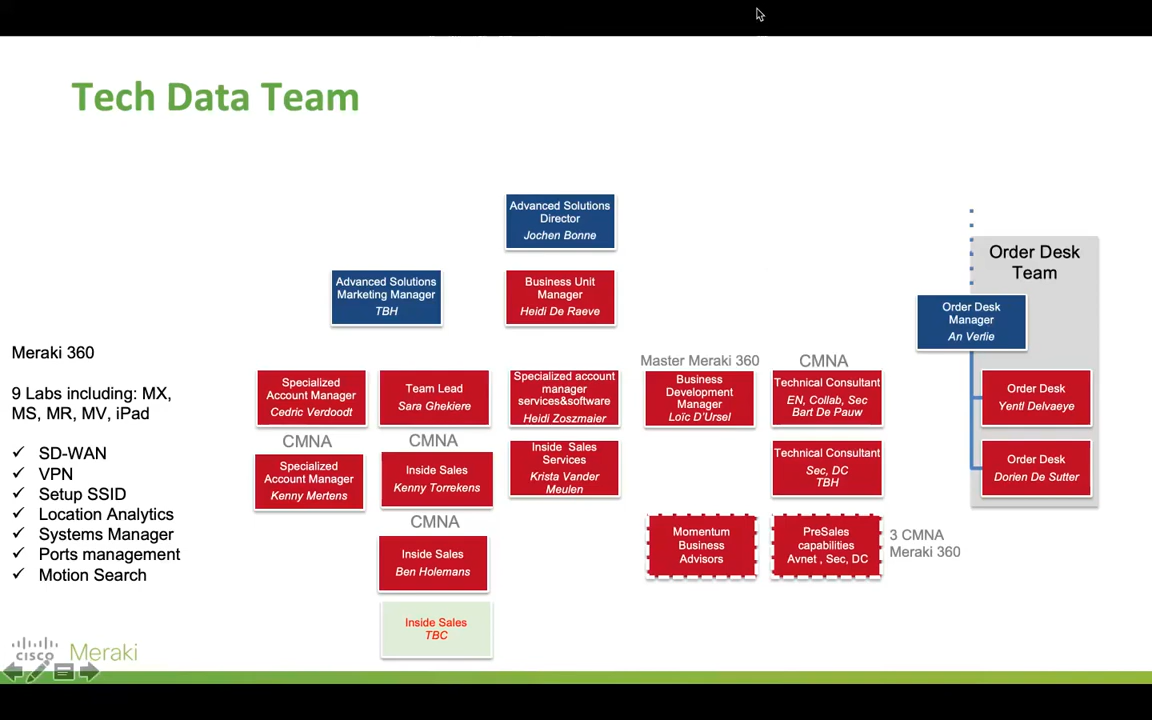 Tech Data Team
Advanced Solutions
Director
Jochen Bonne
Advanced Solutions
Marketing Manager
TBH
Business Unit
Manager
Heidi De Raeve
Order Desk
Team
Order Desk
Manager
An Verlie
Meraki 360
9 Labs including: MX,
MS, MR, MV, iPad
✓ SD-WAN
✓ VPN
✓ Setup SSID
✓ Location Analytics
✓ Systems Manager
✓ Ports management
✓ Motion Search
Specialized
Account Manager
Cedric Verdoodt
CMNA
Specialized
Account Manager
Kenny Mertens
Team Lead
Sara Ghekiere
CMNA
Inside Sales
Kenny Torrekens
CMNA
Inside Sales
Ben Holemans
Inside Sales
TBC
Specialized account
manager
services&software
Heidi Zoszmaier
Inside Sales
Services
Krista Vander
Meulen
Master Meraki 360
Business
Development
Manager
Loïc D'Ursel
Momentum
Business
Advisors
CMNA
Technical Consultant
EN, Collab, Sec
Bart De Pauw
Technical Consultant
Sec, DC
TBH
PreSales
capabilities
Avnet , Sec, DC
3 CMNA
Meraki 360
Order Desk
Yentl Delvaeye
Order Desk
Dorien De Sutter
CISCO Meraki